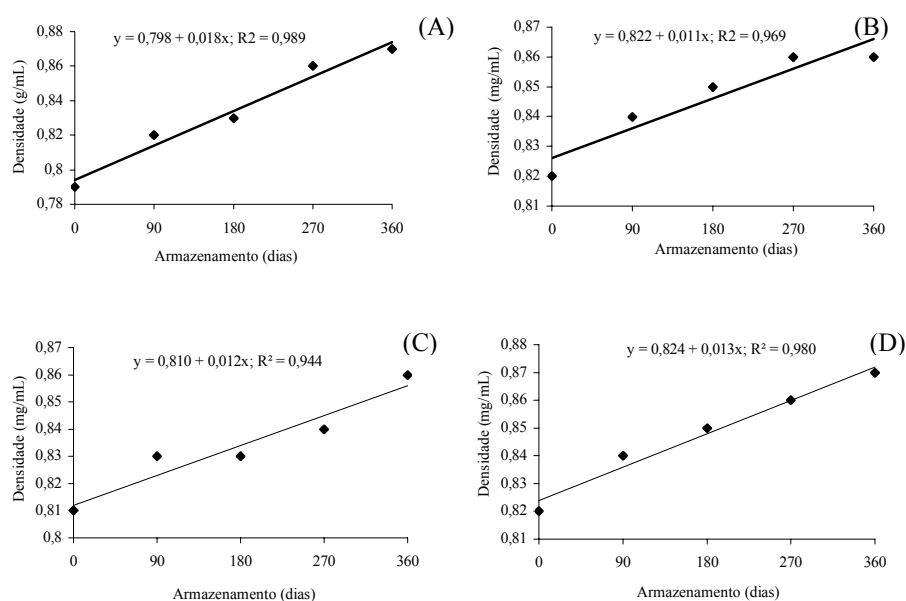 (A)
y = 0,798 + 0,018x; R2 = 0,989
Densidade (g/mL)
0,88
0,86
0,84
0,82
0,8
0,78
0 90 180 270 360
Armazenamento (dias)
(B)
y = 0,822 + 0,011x; R2 = 0,969
Densidade (mg/mL)
0,87
0,86
0,85
0,84
0,83
0,82
0,81
0 90 180 270 360
Armazenamento (dias)
(C)
y = 0,810 + 0,012x; R² = 0,944
Densidade (mg/mL)
0,87
0,86
0,85
0,84
0,83
0,82
0,81
0,8
0 90 180 270 360
Armazenamento (dias)
(D)
y = 0,824 + 0,013x; R² = 0,980
Densidade (mg/mL)
0,88
0,87
0,86
0,85
0,84
0,83
0,82
0,81
0 90 180 270 360
Armazenamento (dias)